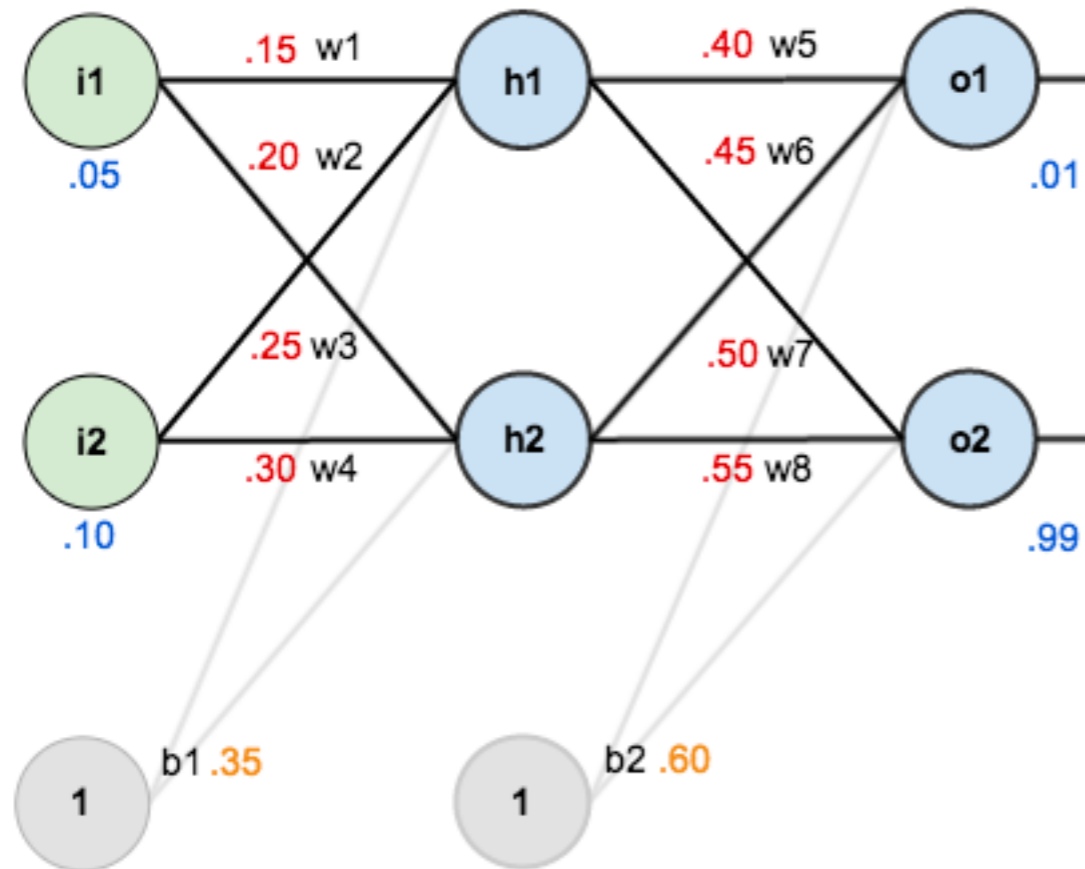 .15 w1
.40 w5
i1
h1
o1
.20 w2
.45 w6
.05
.01
.25 w3
.50 w7
i2
h2
o2
.30 w4
.55 w8
.10
.99
b1 .35
b2 .60
1
1